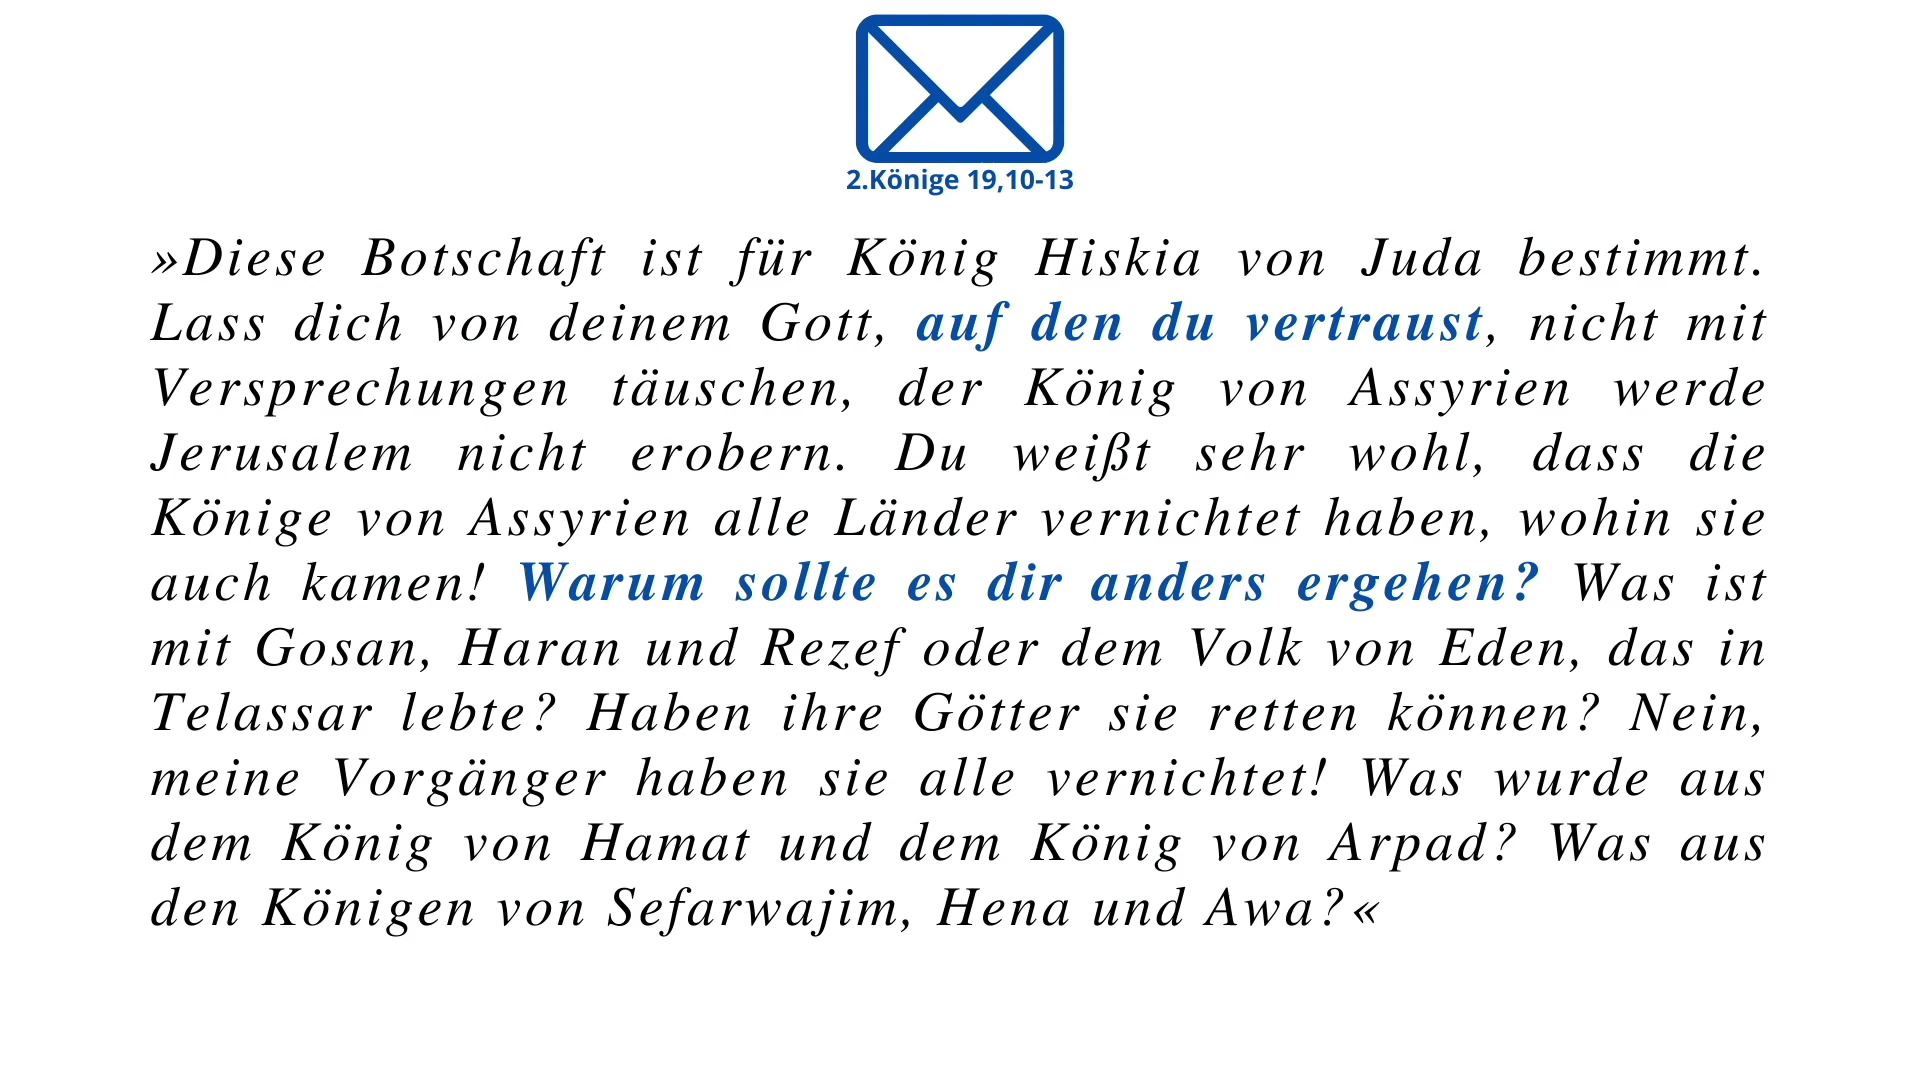 2.Könige 19,10-13
»Diese Botschaft ist für König Hiskia von Juda bestimmt.
Lass dich von deinem Gott, auf den du vertraust, nicht mit
Versprechungen täuschen, der König von Assyrien werde
Jerusalem nicht erobern. Du weißt sehr wohl, dass die
Könige von Assyrien alle Länder vernichtet haben, wohin sie
auch kamen! Warum sollte es dir anders ergehen? Was ist
mit Gosan, Haran und Rezef oder dem Volk von Eden, das in
Telassar lebte? Haben ihre Götter sie retten können? Nein,
meine Vorgänger haben sie alle vernichtet! Was wurde aus
dem König von Hamat und dem König von Arpad? Was aus
den Königen von Sefarwajim, Hena und Awa?«